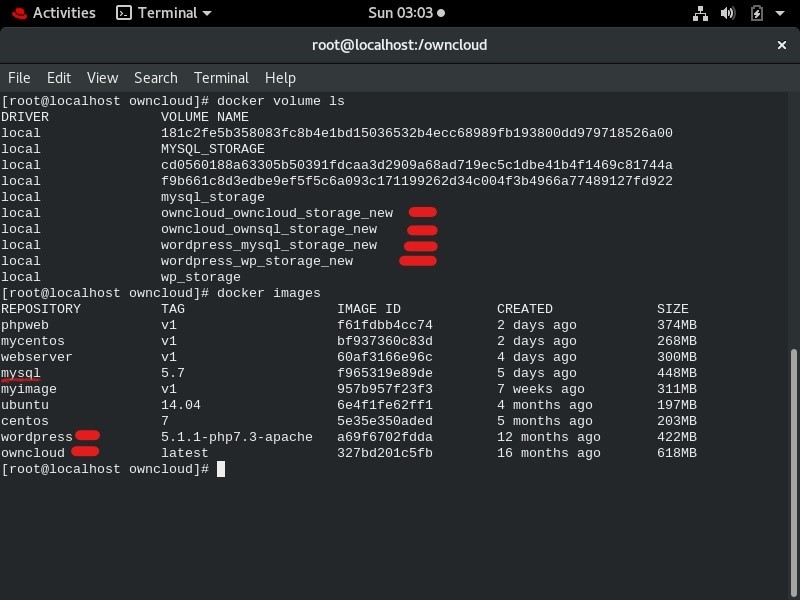 Activities Terminal Sun 03:03
root@localhost:/owncloud
File Edit View Search Terminal Help
[root@localhost owncloud]# docker volume ls
DRIVER VOLUME NAME
local 181c2fe5b358083fc8b4e1bd15036532b4ecc68989fb193800dd979718526a00
local MYSQL_STORAGE
local cd0560188a63305b50391fdcaa3d2909a68ad719ec5c1dbe41b4f1469c81744a
local f9b661c8d3edbe9ef5f5c6a093c171199262d34c004f3b4966a77489127fd922
local mysql_storage
local owncloud_owncloud_storage_new
local owncloud_ownsql_storage_new
local wordpress_mysql_storage_new
local wordpress_wp_storage_new
local wp_storage
[root@localhost owncloud]# docker images
REPOSITORY TAG IMAGE ID CREATED SIZE
phpweb v1 f61fdbb4cc74 2 days ago 374MB
mycentos v1 bf937360c83d 2 days ago 268MB
webserver v1 60af3166e96c 4 days ago 300MB
mysql 5.7 f965319e89de 5 days ago 448MB
myimage v1 957b957f23f3 7 weeks ago 311MB
ubuntu 14.04 6e4f1fe62ff1 4 months ago 197MB
centos 7 5e35e350aded 5 months ago 203MB
wordpress 5.1.1-php7.3-apache a69f6702fdda 12 months ago 422MB
owncloud latest 327bd201c5fb 16 months ago 618MB
[root@localhost owncloud]#